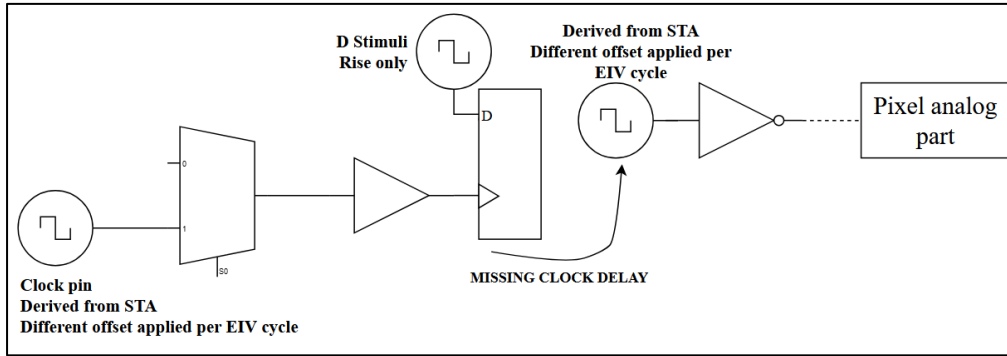 D Stimuli
Rise only
Derived from STA
Different offset applied per
EIV cycle
D
Pixel analog
part
0
1
S0
Clock pin
Derived from STA
Different offset applied per EIV cycle
MISSING CLOCK DELAY